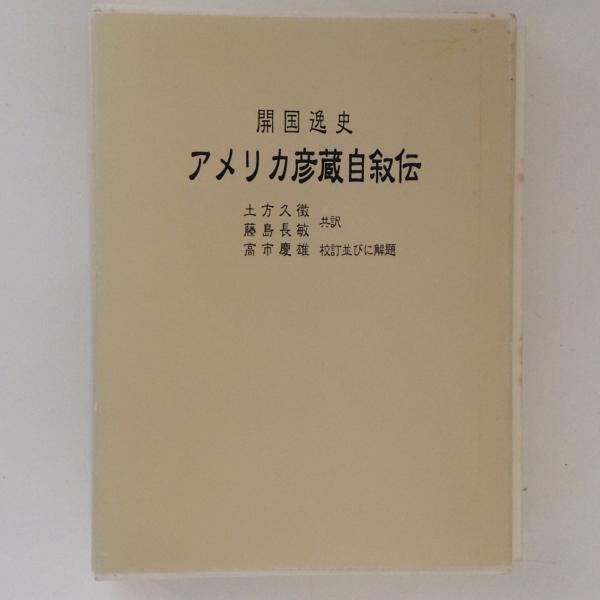 開国逸史
アメリカ彦蔵自叙伝
土方久徴
藤島長敏 共訳
高市慶雄 校訂並びに解題